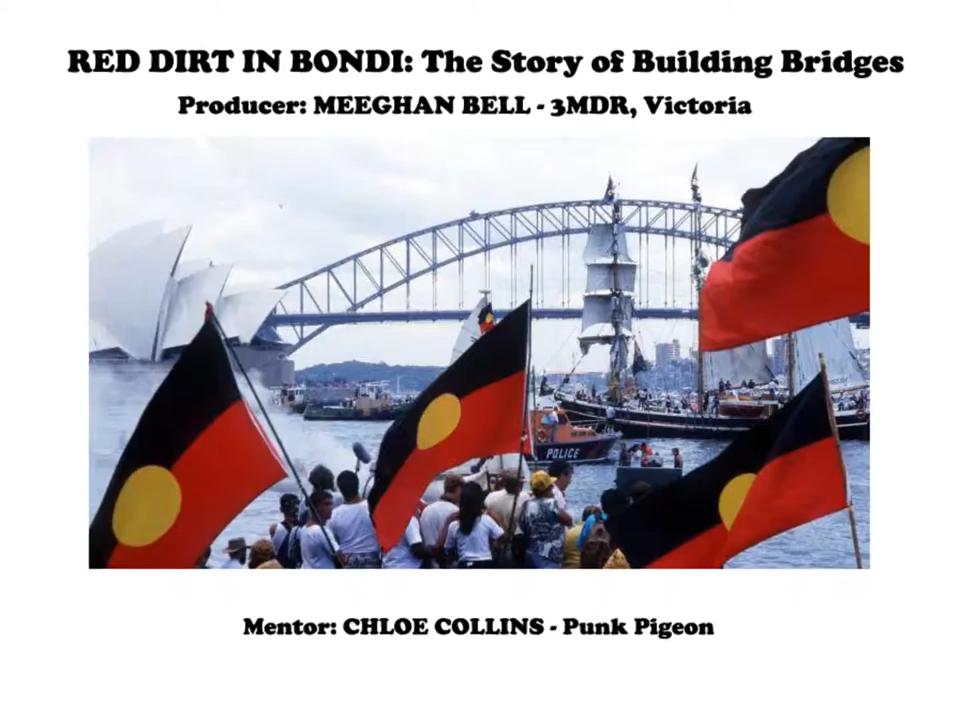 RED DIRT IN BONDI: The Story of Building Bridges
Producer: MEEGHAN BELL - 3MDR, Victoria
POLICE
Mentor: CHLOE COLLINS - Punk Pigeon